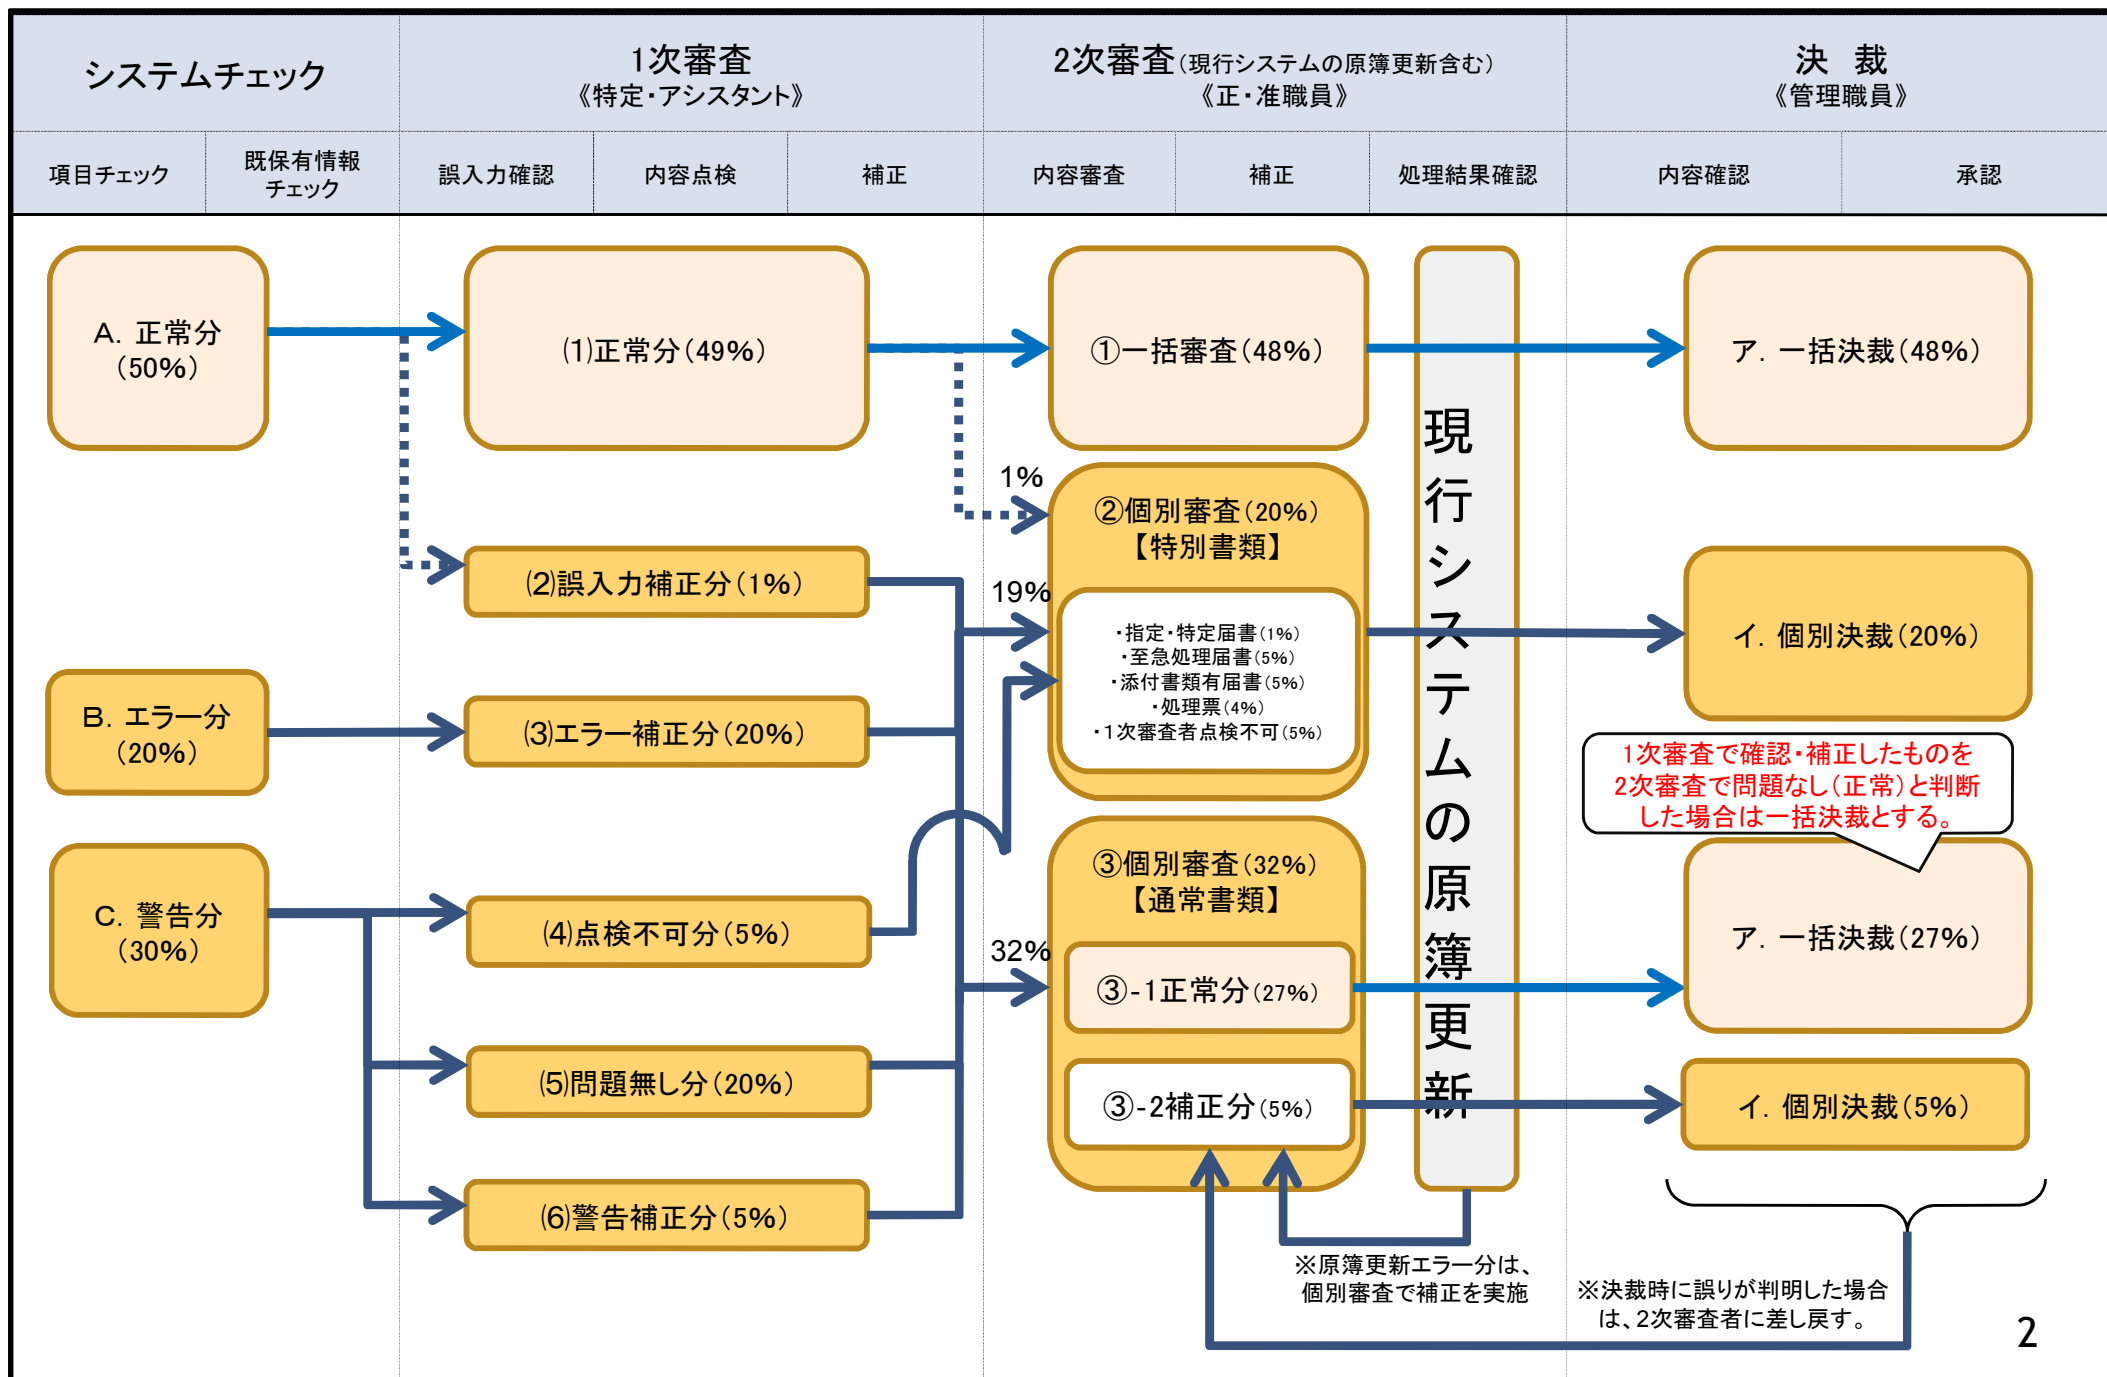 システムチェック
1次審査
《特定・アシスタント》
2次審査(現行システムの原簿更新含む)
《正・准職員》
決 裁
《管理職員》
項目チェック
既保有情報
チェック
誤入力確認
内容点検
補正
内容審査
補正
処理結果確認
内容確認
承認
A. 正常分
(50%)
⑴正常分(49%)
①一括審査(48%)
ア. 一括決裁(48%)
現行システムの原簿更新
1%
②個別審査(20%)
【特別書類】
⑵誤入力補正分(1%)
19%
・指定・特定届書(1%)
・至急処理届書(5%)
・添付書類有届書(5%)
・処理票(4%)
・1次審査者点検不可(5%)
イ. 個別決裁(20%)
B. エラー分
(20%)
⑶エラー補正分(20%)
1次審査で確認・補正したものを
2次審査で問題なし(正常)と判断
した場合は一括決裁とする。
C. 警告分
(30%)
⑷点検不可分(5%)
③個別審査(32%)
【通常書類】
32%
③-1正常分(27%)
ア. 一括決裁(27%)
⑸問題無し分(20%)
③-2補正分(5%)
イ. 個別決裁(5%)
⑹警告補正分(5%)
※原簿更新エラー分は、
個別審査で補正を実施
※決裁時に誤りが判明した場合
は、2次審査者に差し戻す。
2